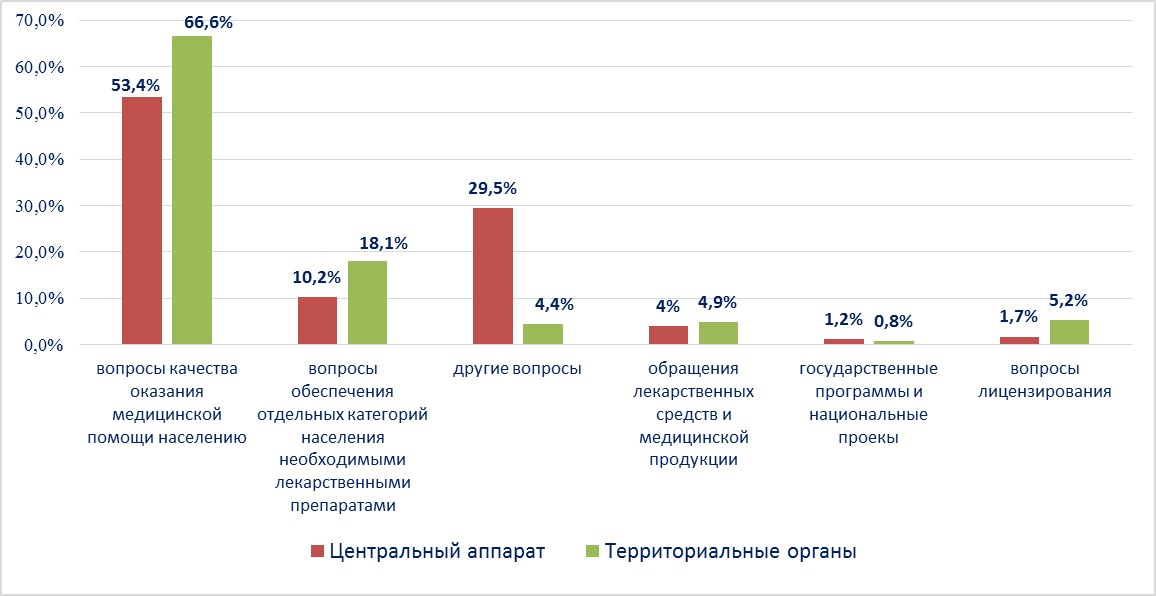 70,0%
60,0%
50,0%
40,0%
30,0%
20,0%
10,0%
0,0%
53,4%
66,6%
10,2%
18,1%
29,5%
4,4%
4%
4,9%
1,2%
0,8%
1,7%
5,2%
вопросы качества
оказания
медицинской
помощи населению
вопросы
обеспечения
отдельных категорий
населения
необходимыми
лекарственными
препаратами
другие вопросы
обращения
лекарственных
средств и
медицинской
продукции
государственные
программы и
национальные
проекы
вопросы
лицензирования
Центральный аппарат
Территориальные органы